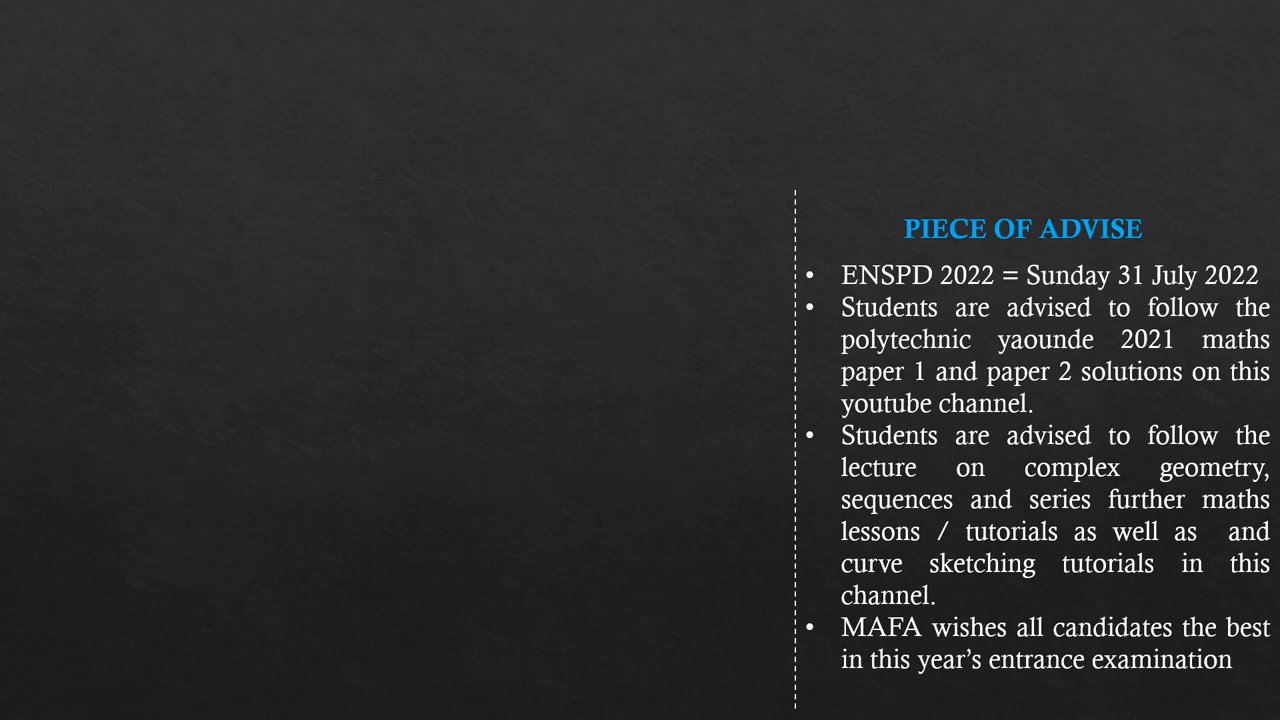 PIECE OF ADVISE
• ENSPD 2022 = Sunday 31 July 2022
• Students are advised to follow the
polytechnic yaounde 2021 maths
paper 1 and paper 2 solutions on this
youtube channel.
• Students are advised to follow the
lecture on complex geometry,
sequences and series further maths
lessons / tutorials as well as and
curve sketching tutorials in this
channel.
• MAFA wishes all candidates the best
in this year’s entrance examination